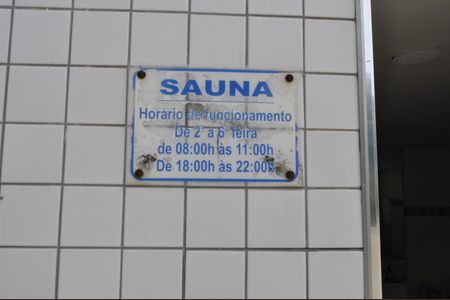 SAUNA
Horário de funcionamento
De 2ª a 6ª feira
de 08:00h às 11:00h
De 18:00h às 22:00h